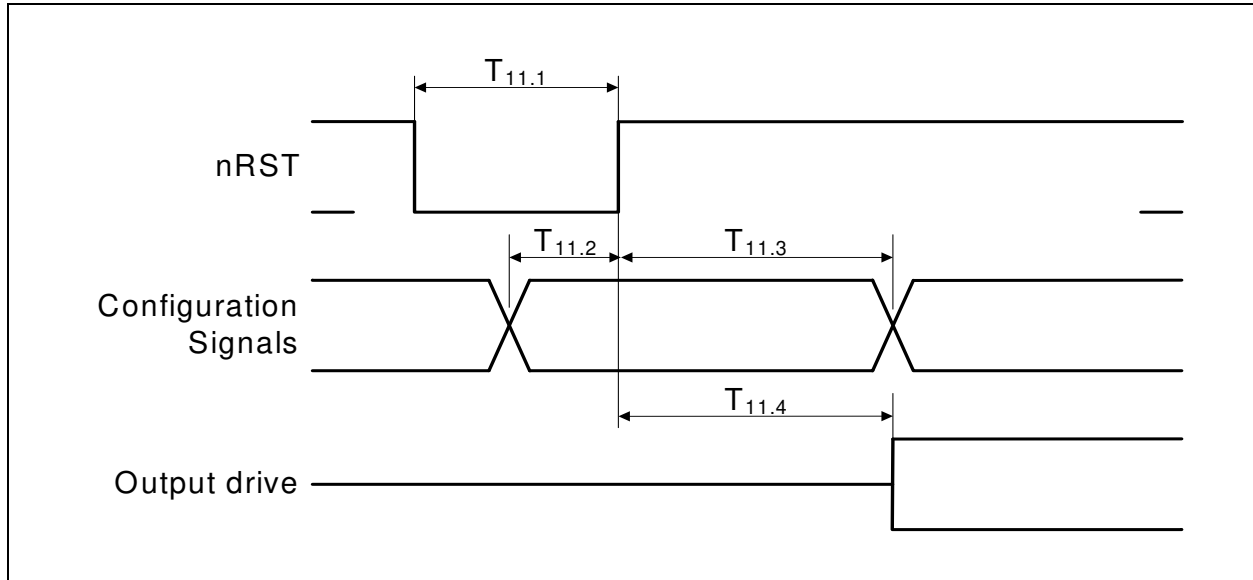 T11.1
nRST
T11.2
T11.3
Configuration
Signals
T11.4
Output drive